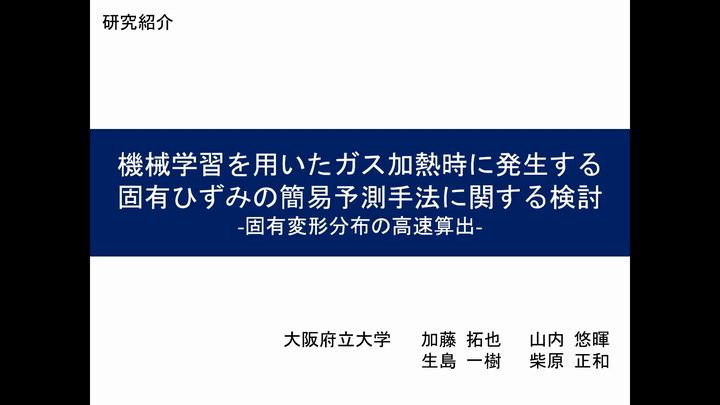 研究紹介
機械学習を用いたガス加熱時に発生する
固有ひずみの簡易予測手法に関する検討
-固有変形分布の高速算出-
大阪府立大学 加藤 拓也 山内 悠暉
生島 一樹 柴原 正和